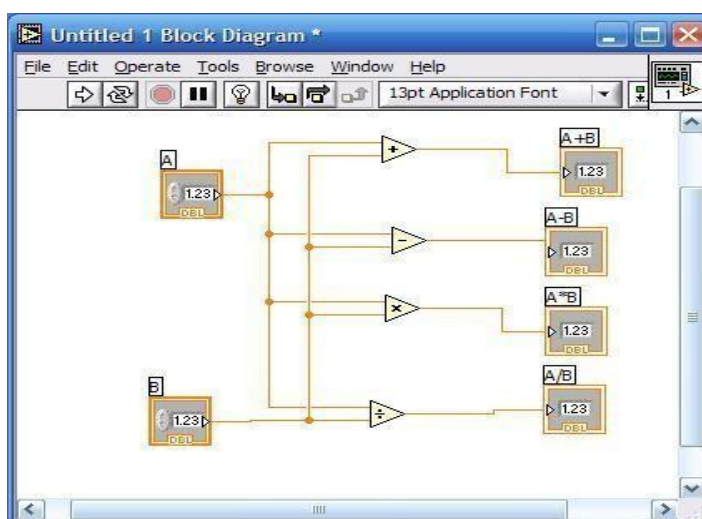 Untitled 1 Block Diagram *
File Edit Operate Tools Browse Window Help
13pt Application Font
1
A
1.23
DBL
+
A+B
1.23
DBL
−
A-B
1.23
DBL
×
A*B
1.23
DBL
B
1.23
DBL
÷
A/B
1.23
DBL